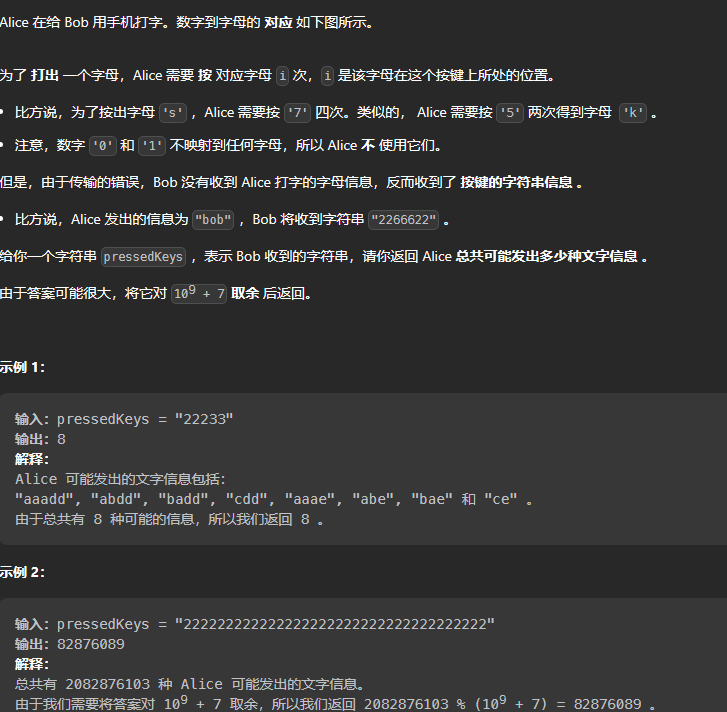 Alice 在给 Bob 用手机打字。数字到字母的 对应 如下图所示。
为了 打出 一个字母，Alice 需要 按 对应字母 i 次，i 是该字母在这个按键上所处的位置。
• 比方说，为了按出字母 's' ，Alice 需要按 '7' 四次。类似的， Alice 需要按 '5' 两次得到字母 'k' 。
• 注意，数字 '0' 和 '1' 不映射到任何字母，所以 Alice 不 使用它们。
但是，由于传输的错误，Bob 没有收到 Alice 打字的字母信息，反而收到了 按键的字符串信息 。
• 比方说，Alice 发出的信息为 "bob" ，Bob 将收到字符串 "2266622" 。
给你一个字符串 pressedKeys ，表示 Bob 收到的字符串，请你返回 Alice 总共可能发出多少种文字信息 。
由于答案可能很大，将它对 10⁹ + 7 取余 后返回。
示例 1：
输入：pressedKeys = "22233"
输出：8
解释：
Alice 可能发出的文字信息包括：
"aaadd", "abdd", "badd", "cdd", "aaae", "abe", "bae" 和 "ce" 。
由于总共有 8 种可能的信息，所以我们返回 8 。
示例 2：
输入：pressedKeys = "222222222222222222222222222222222222"
输出：82876089
解释：
总共有 2082876103 种 Alice 可能发出的文字信息。
由于我们需要将答案对 10⁹ + 7 取余，所以我们返回 2082876103 % (10⁹ + 7) = 82876089 。